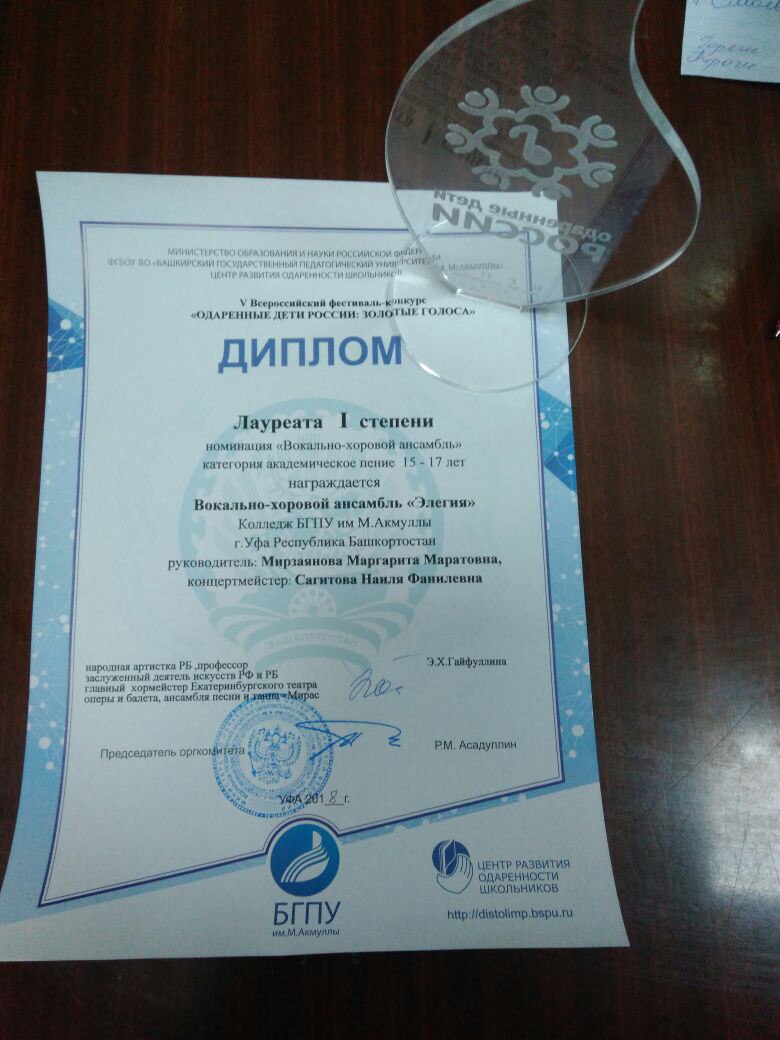 МИНИСТЕРСТВО ОБРАЗОВАНИЯ И НАУКИ РОССИЙСКОЙ ФЕДЕР
ФГБОУ ВО «БАШКИРСКИЙ ГОСУДАРСТВЕННЫЙ ПЕДАГОГИЧЕСКИЙ УНИВЕРСИТЕТ М. АКМУЛЛЫ»
ЦЕНТР РАЗВИТИЯ ОДАРЕННОСТИ ШКОЛЬНИКОВ
V Всероссийский фестиваль-конкурс
«ОДАРЕННЫЕ ДЕТИ РОССИИ: ЗОЛОТЫЕ ГОЛОСА»
ДИПЛОМ
Лауреата I степени
номинация «Вокально-хоровой ансамбль»
категория академическое пение 15 - 17 лет
награждается
Вокально-хоровой ансамбль «Элегия»
Колледж БГПУ им М.Акмуллы
г.Уфа Республика Башкортостан
руководитель: Мирзаянова Маргарита Маратовна,
концертмейстер: Сагитова Наиля Фанилевна
БАШКОРТОСТАН
народная артистка РБ ,профессор Э.Х.Гайфуллина
заслуженный деятель искусств РФ и РБ
главный хормейстер Екатеринбургского театра
оперы и балета, ансамбля песни и танца «Мирас
Председатель оргкомитета Р.М. Асадуллин
УФА 2018 г.
БГПУ
им.М.Акмуллы
ЦЕНТР РАЗВИТИЯ
ОДАРЕННОСТИ
ШКОЛЬНИКОВ
http://distolimp.bspu.ru
одаренные дети
РОССИИ